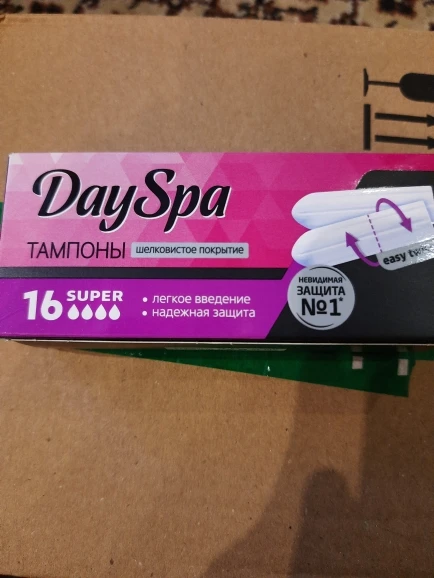 DaySpa
ТАМПОНЫ шелковистое покрытие
easy
16 SUPER
• легкое введение
• надежная защита
НЕВИДИМАЯ
ЗАЩИТА
№1*